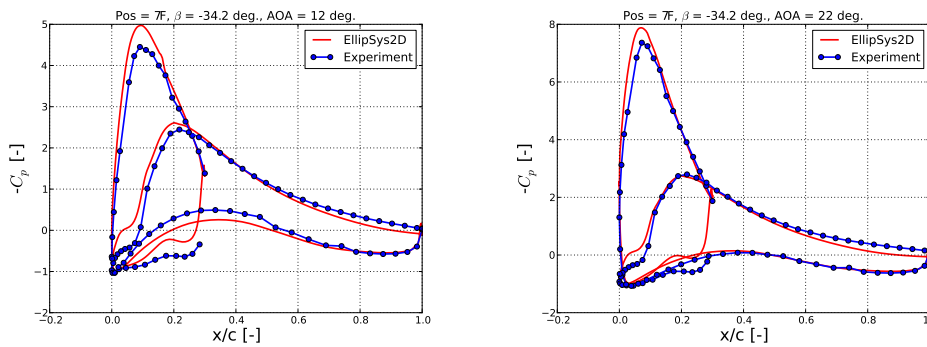 Pos = 7F, β = -34.2 deg., AOA = 12 deg.
5
4
3
2
1
0
−1
−2
-Cp [-]
EllipSys2D
Experiment
−0.2
0.0
0.2
0.4
0.6
0.8
1.0
x/c [-]
Pos = 7F, β = -34.2 deg., AOA = 22 deg.
8
6
4
2
0
−2
-Cp [-]
EllipSys2D
Experiment
−0.2
0.0
0.2
0.4
0.6
0.8
1.0
x/c [-]